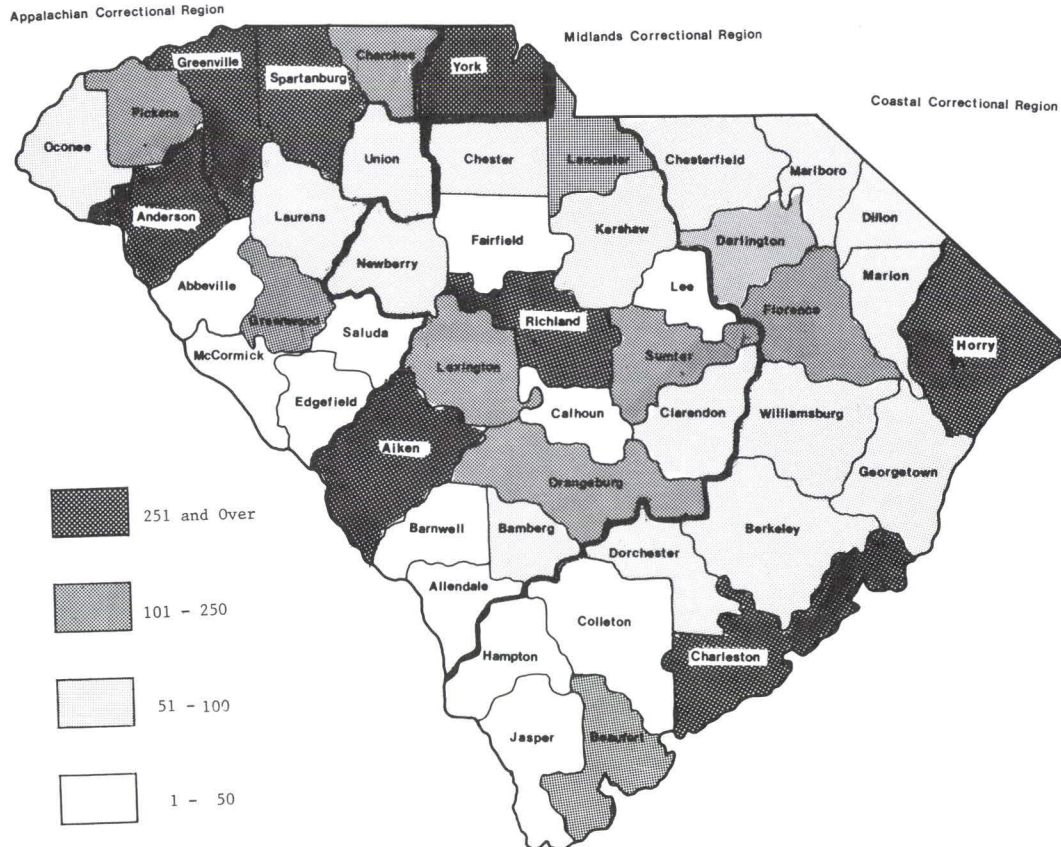 Appalachian Correctional Region
Midlands Correctional Region
Coastal Correctional Region
Cherokee
York
Greenville
Spartanburg
Pickens
Oconee
Union
Chester
Lancaster
Chesterfield
Marlboro
Anderson
Laurens
Dillon
Kershaw
Fairfield
Darlington
Newberry
Abbeville
Lee
Marion
Florence
Greenwood
Saluda
Richland
Horry
McCormick
Lexington
Sumter
Edgefield
Calhoun
Clarendon
Williamsburg
Aiken
Georgetown
Orangeburg
251 and Over
Barnwell
Bamberg
Berkeley
Dorchester
Allendale
101 - 250
Colleton
Hampton
Charleston
51 - 100
Jasper
Beaufort
1 - 50